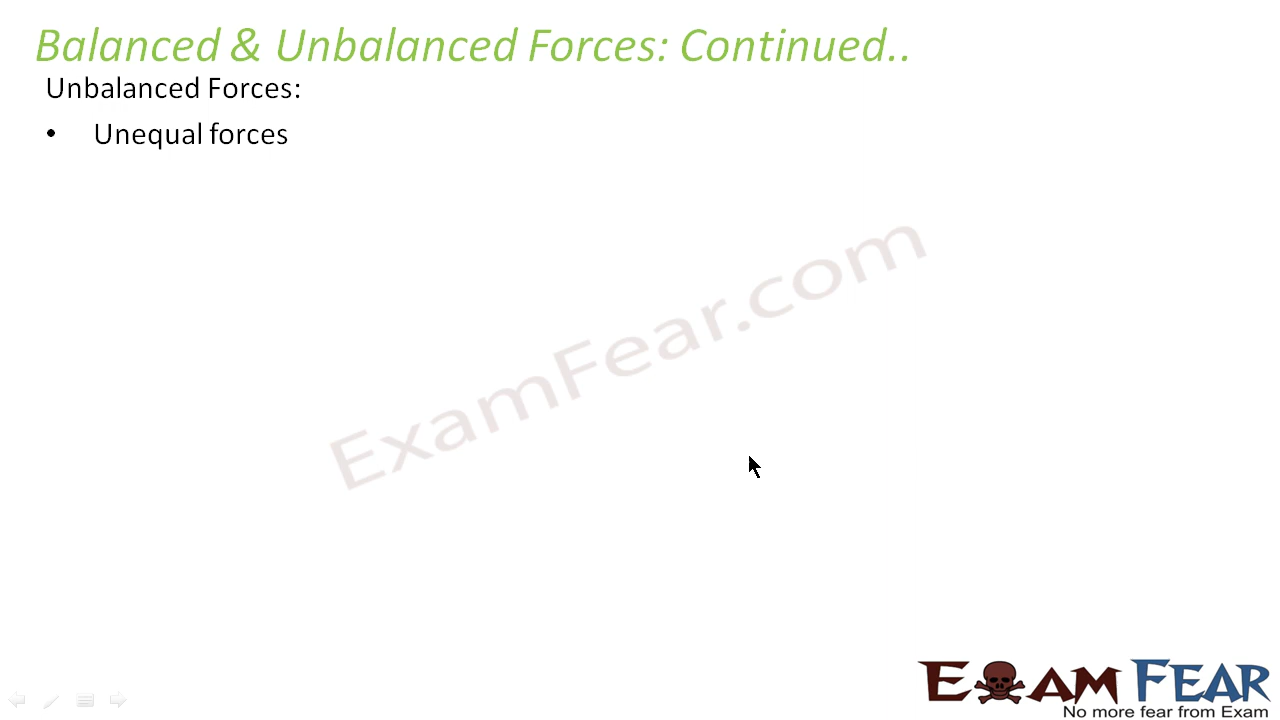 Balanced & Unbalanced Forces: Continued..
Unbalanced Forces:
• Unequal forces
ExamFear.com
EXAM FEAR
No more fear from Exam